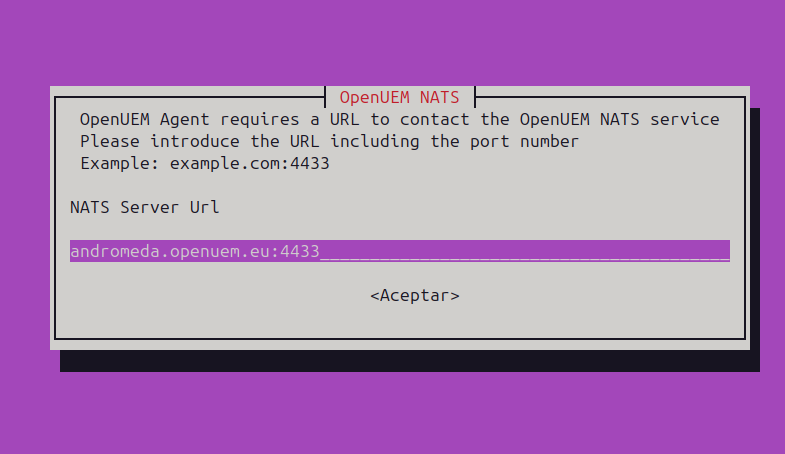 OpenUEM NATS
OpenUEM Agent requires a URL to contact the OpenUEM NATS service
Please introduce the URL including the port number
Example: example.com:4433
NATS Server Url
andromeda.openuem.eu:4433_________________________________________
<Aceptar>